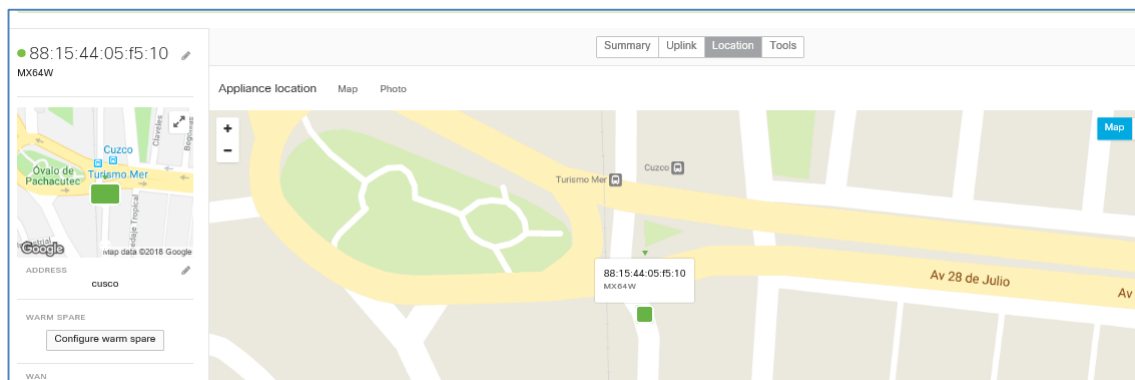 88:15:44:05:f5:10
MX64W
Claveles
Begonias
Cuzco
Óvalo de
Pachacutec
Turismo Mer
Google
Map data ©2018 Google
ADDRESS
cusco
WARM SPARE
Configure warm spare
WAN
Summary Uplink Location Tools
Appliance location Map Photo
+
−
Map
Turismo Mer
Cuzco
88:15:44:05:f5:10
MX64W
Av 28 de Julio
Av